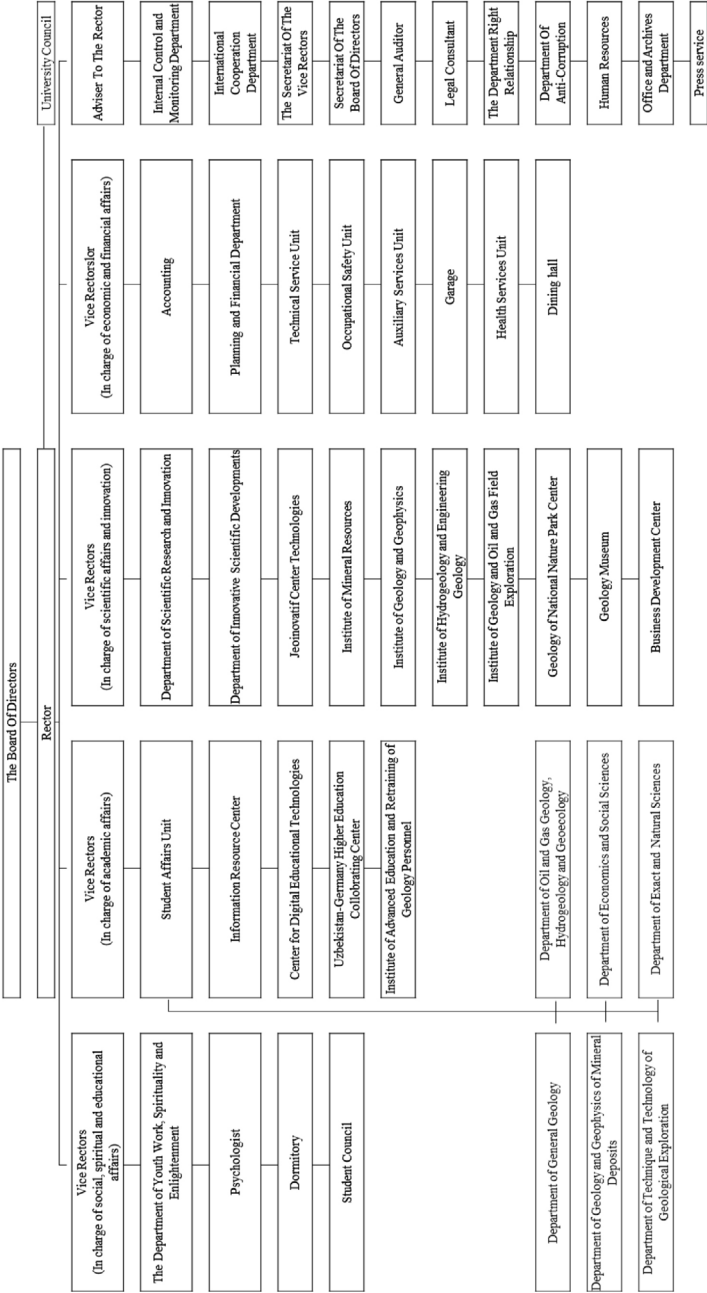 The Board Of Directors
Rector
University Council
Vice Rectors
(In charge of social, spiritual and educational
affairs)
The Department of Youth Work, Spirituality and
Enlightenment
Psychologist
Dormitory
Student Council
Department of General Geology
Department of Geology and Geophysics of Mineral
Deposits
Department of Technique and Technology of
Geological Exploration
Vice Rectors
(In charge of academic affairs)
Student Affairs Unit
Information Resource Center
Center for Digital Educational Technologies
Uzbekistan-Germany Higher Education
Collobrating Center
Institute of Advanced Education and Retraining of
Geology Personnel
Department of Oil and Gas Geology,
Hydrogeology and Geoecology
Department of Economics and Social Sciences
Department of Exact and Natural Sciences
Vice Rectors
(In charge of scientific affairs and innovation)
Department of Scientific Research and Innovation
Department of Innovative Scientific Developments
Jeoinovatif Center Technologies
Institute of Mineral Resources
Institute of Geology and Geophysics
Institute of Hydrogeology and Engineering
Geology
Institute of Geology and Oil and Gas Field
Exploration
Geology of National Nature Park Center
Geology Museum
Business Development Center
Vice Rectorslor
(In charge of economic and financial affairs)
Accounting
Planning and Financial Department
Technical Service Unit
Occupational Safety Unit
Auxiliary Services Unit
Garage
Health Services Unit
Dining hall
Adviser To The Rector
Internal Control and
Monitoring Department
International
Cooperation
Department
The Secretariat Of The
Vice Rectors
Secretariat Of The
Board Of Directors
General Auditor
Legal Consultant
The Department Right
Relationship
Department Of
Anti-Corruption
Human Resources
Office and Archives
Department
Press service